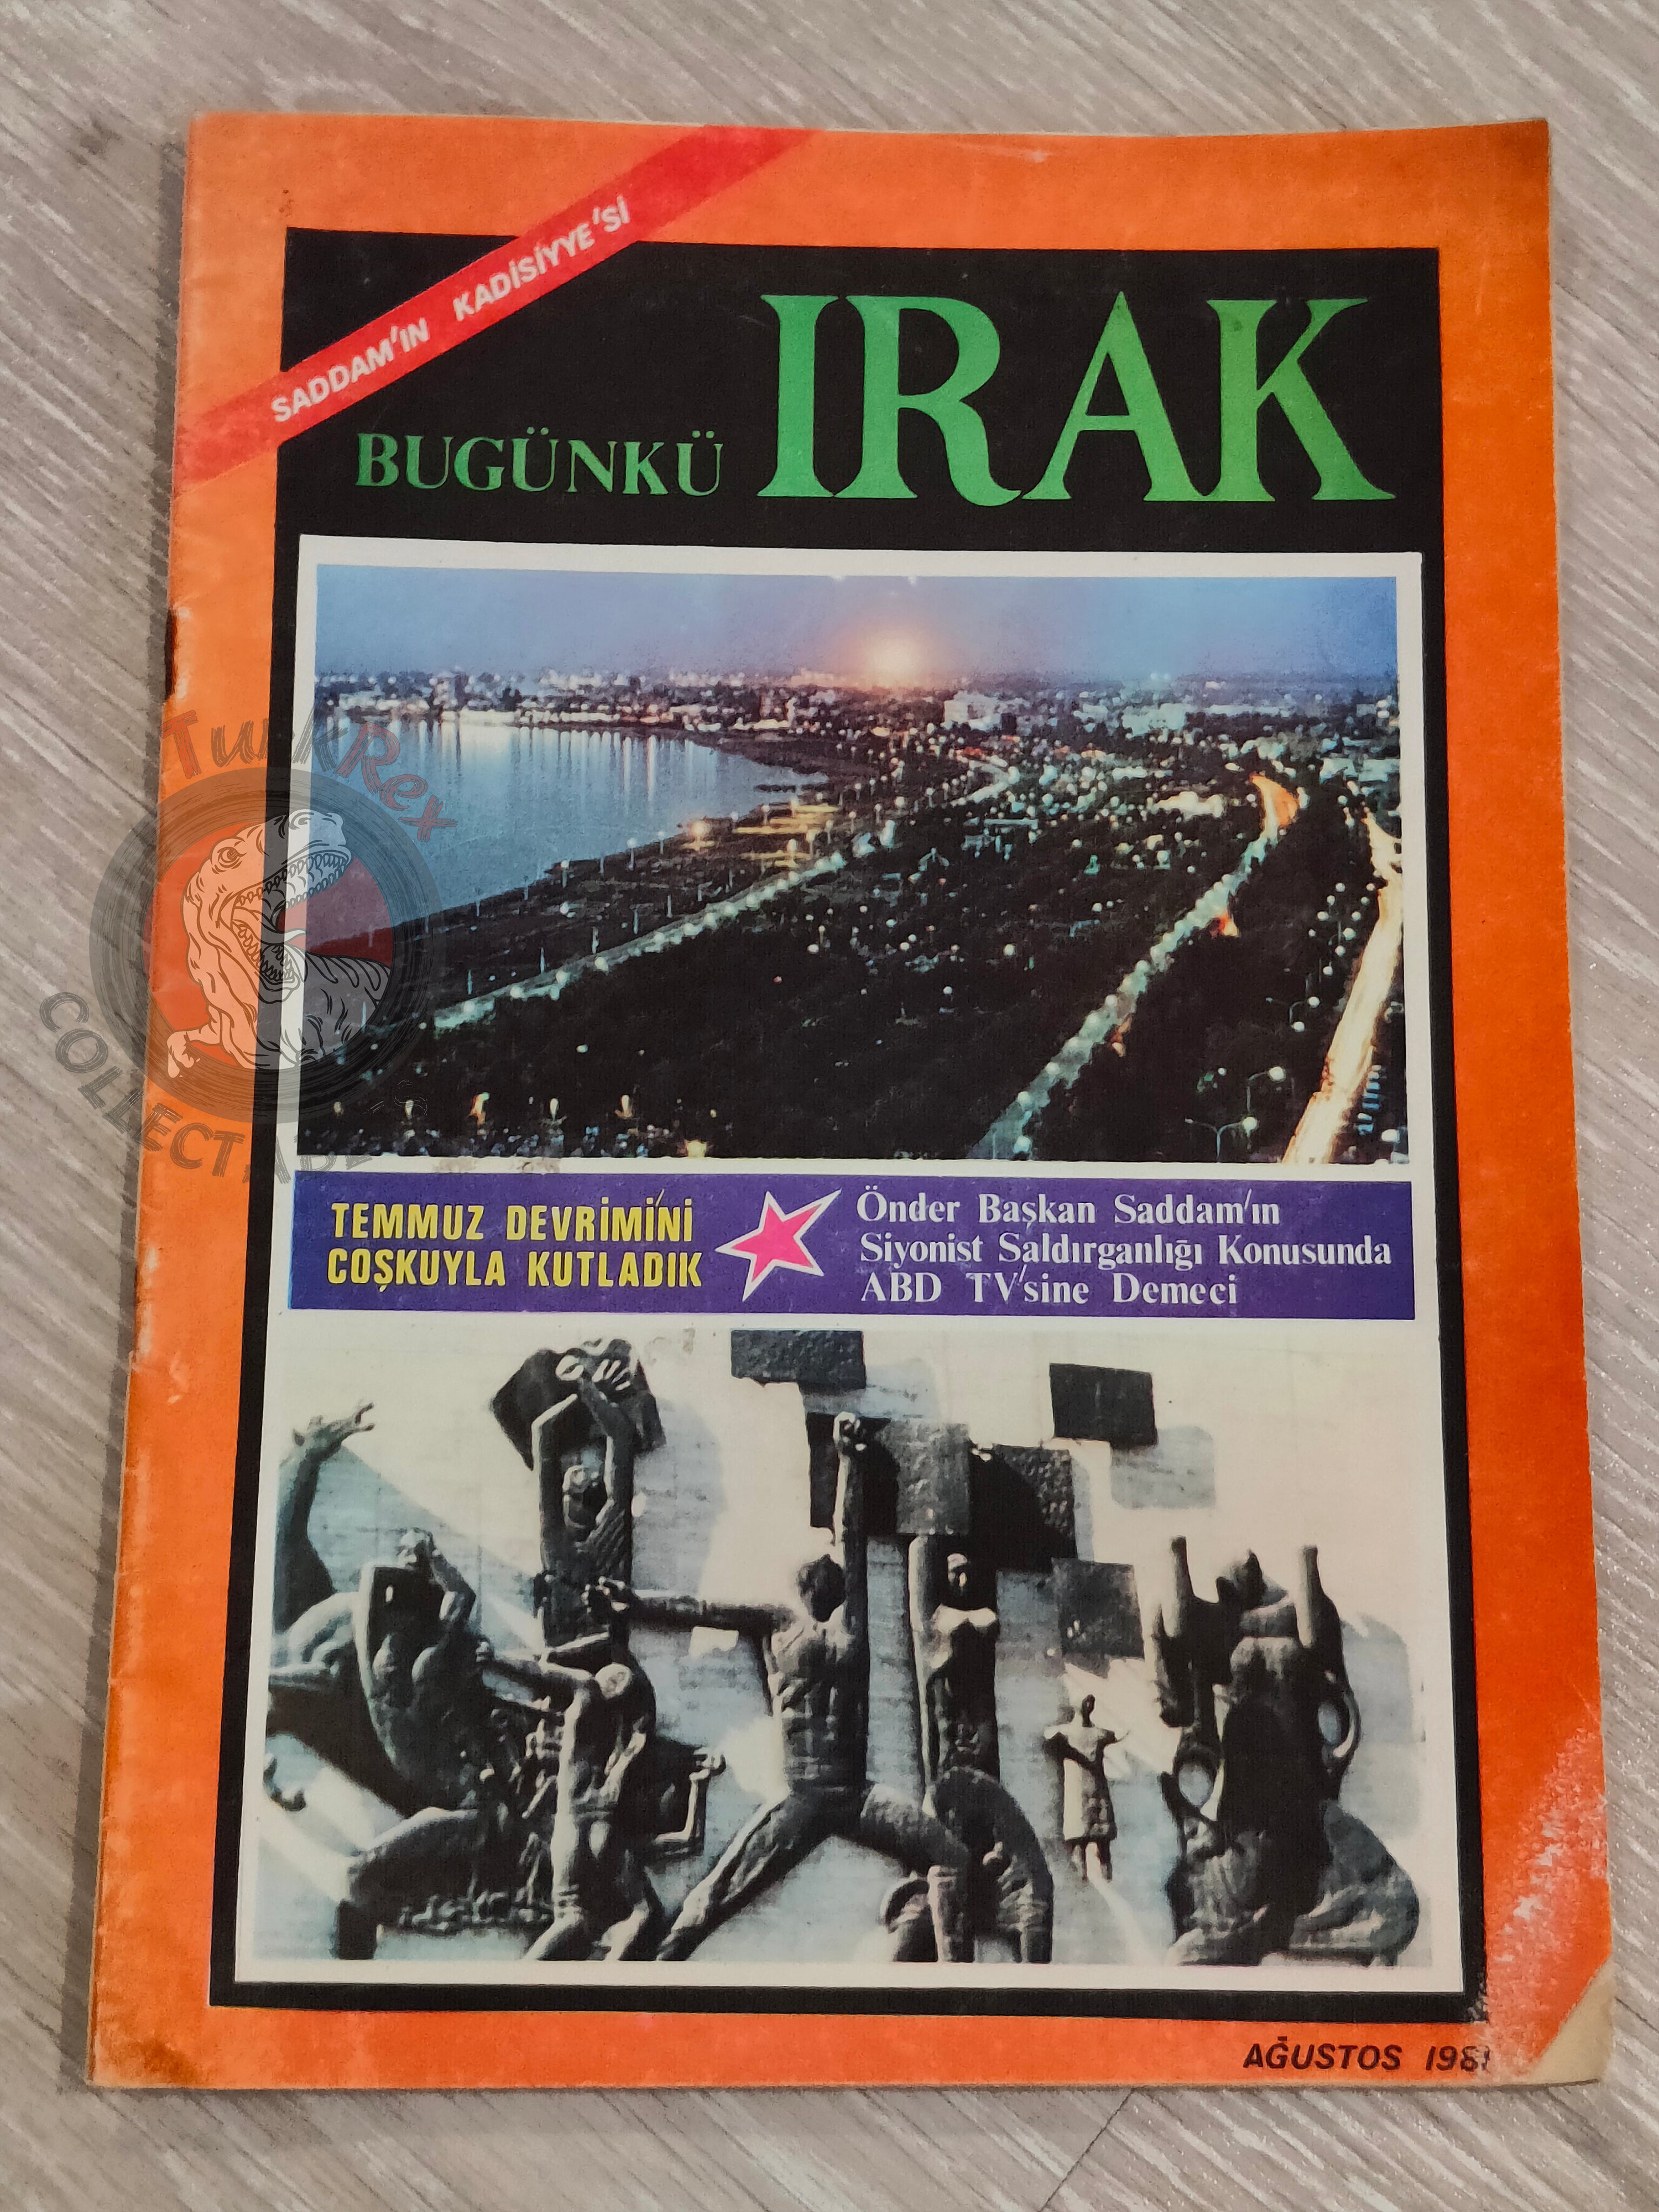 SADDAM'IN KADİSİYYE'Sİ
BUGÜNKÜ IRAK
TurkRex
COLLECTIBLES
TEMMUZ DEVRİMİ'Nİ
COŞKUYLA KUTLADIK
Önder Başkan Saddam'ın
Siyonist Saldırganlığı Konusunda
ABD TV'sine Demeci
AĞUSTOS 1981